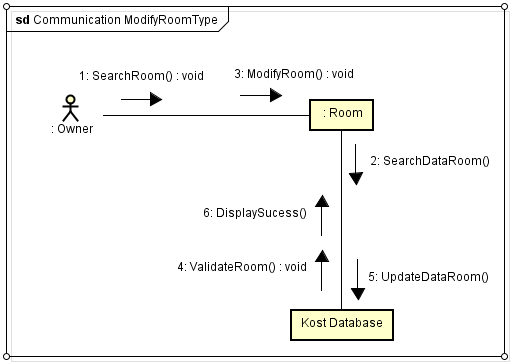 sd Communication ModifyRoomType
1: SearchRoom() : void
3: ModifyRoom() : void
: Owner
: Room
2: SearchDataRoom()
6: DisplaySucess()
4: ValidateRoom() : void
5: UpdateDataRoom()
Kost Database